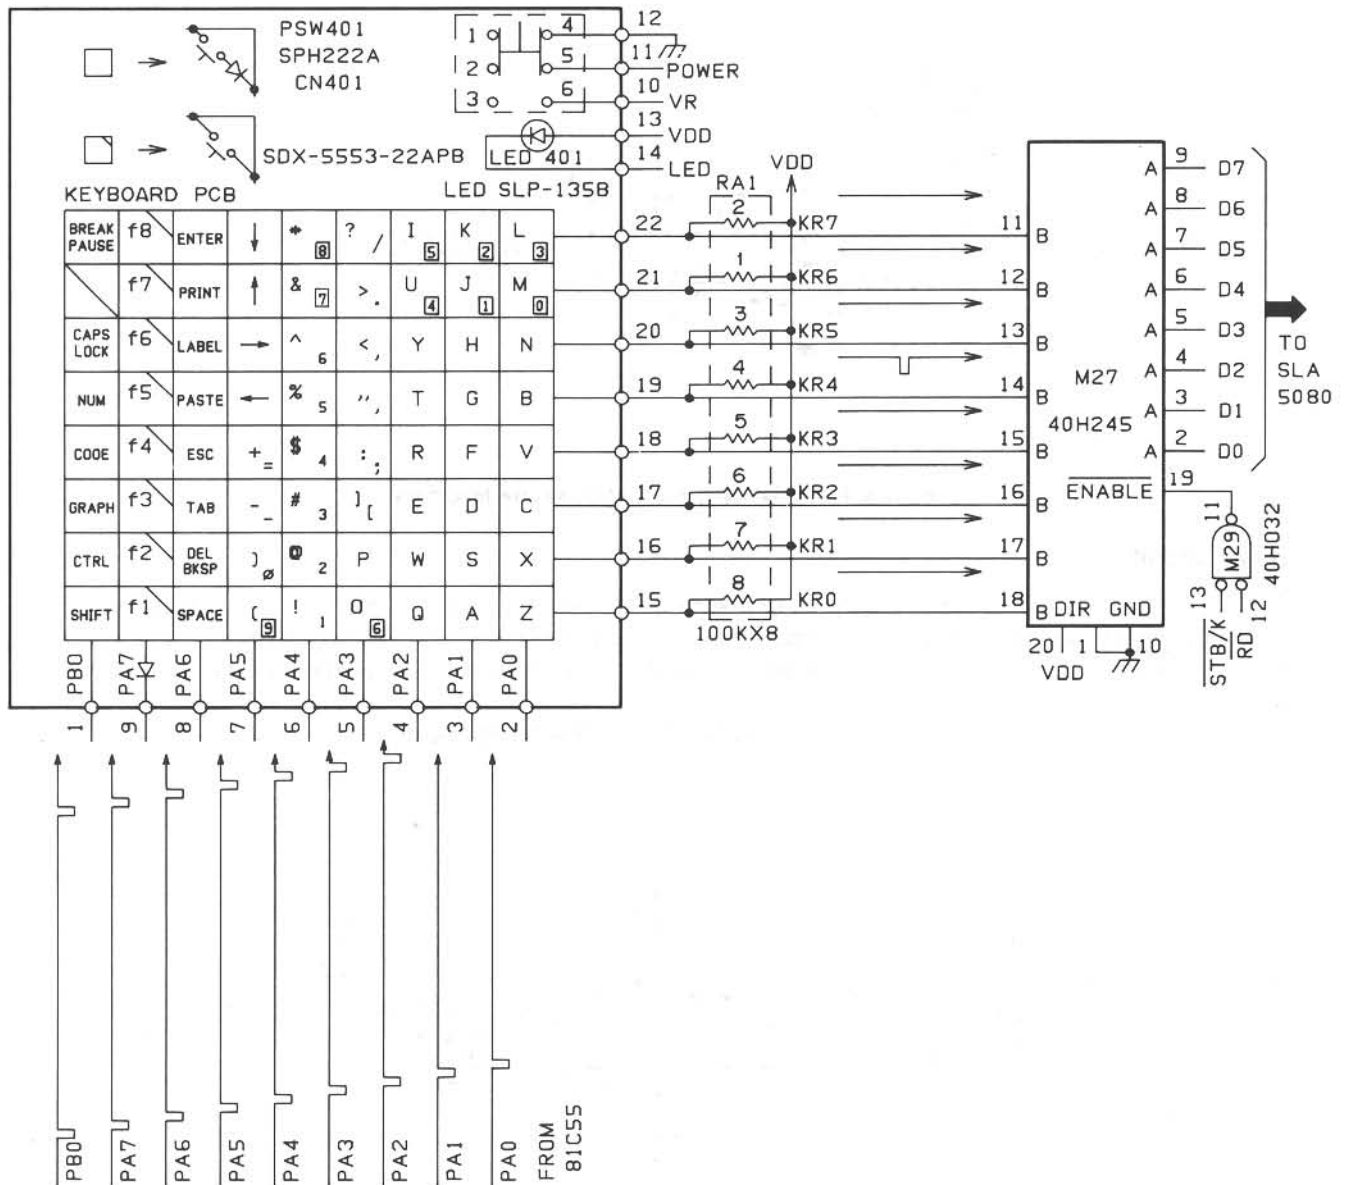 PSW401
SPH222A
CN401
1 4 12
2 5 11 POWER
3 6 10 VR
13 VDD
SDX-5553-22APB LED 401 14 LED
KEYBOARD PCB LED SLP-135B
RA1 VDD
BREAK PAUSE f8 ENTER ↓ * 8 ? / I 5 K 2 L 3 22 2 KR7 11 B
f7 PRINT ↑ & 7 > . U 4 J 1 M 0 21 1 KR6 12 B
CAPS LOCK f6 LABEL → ^ 6 < , Y H N 20 3 KR5 13 B
NUM f5 PASTE ← % 5 " , T G B 19 4 KR4 14 B
CODE f4 ESC + = $ 4 : ; R F V 18 5 KR3 15 B
GRAPH f3 TAB - _ # 3 ] [ E D C 17 6 KR2 16 B
CTRL f2 DEL BKSP ) ø @ 2 P W S X 16 7 KR1 17 B
SHIFT f1 SPACE ( 9 ! 1 O 6 Q A Z 15 8 KR0 18 B
100KX8
M27
40H245
A 9 D7
A 8 D6
A 7 D5
A 6 D4
A 5 D3
A 4 D2
A 3 D1
A 2 D0
TO
SLA
5080
ENABLE 19
DIR GND
20 1 10
VDD
11
M29
40H032
13 12
STB/K
RD
PB0 PA7 PA6 PA5 PA4 PA3 PA2 PA1 PA0
1 9 8 7 6 5 4 3 2
PB0 PA7 PA6 PA5 PA4 PA3 PA2 PA1 PA0
FROM
81C55